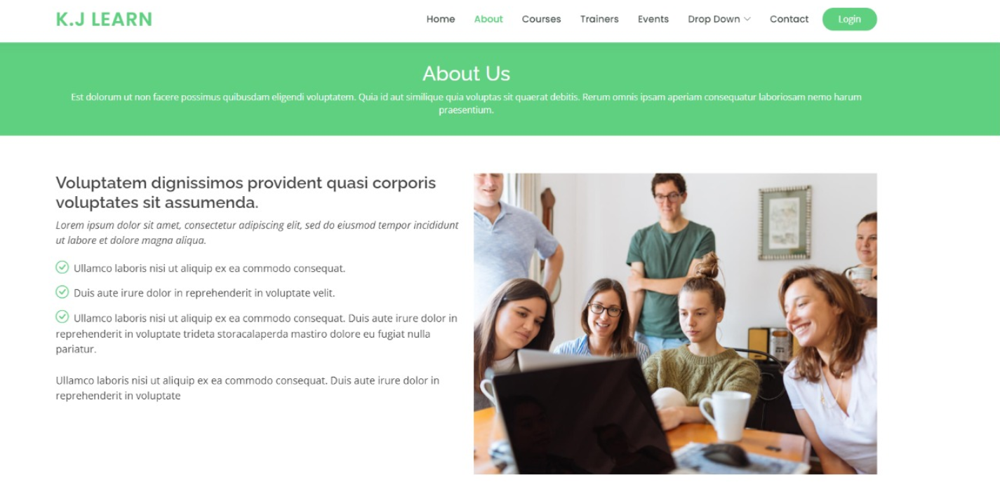 K.J LEARN
Home About Courses Trainers Events Drop Down Contact Login
About Us
Est dolorum ut non facere possimus quibusdam eligendi voluptatem. Quia id aut similique quia voluptas sit quaerat debitis. Rerum omnis ipsam aperiam consequatur laboriosam nemo harum
praesentium.
Voluptatem dignissimos provident quasi corporis
voluptates sit assumenda.
Lorem ipsum dolor sit amet, consectetur adipiscing elit, sed do eiusmod tempor incididunt
ut labore et dolore magna aliqua.
Ullamco laboris nisi ut aliquip ex ea commodo consequat.
Duis aute irure dolor in reprehenderit in voluptate velit.
Ullamco laboris nisi ut aliquip ex ea commodo consequat. Duis aute irure dolor in
reprehenderit in voluptate trideta storacalaperda mastiro dolore eu fugiat nulla
pariatur.
Ullamco laboris nisi ut aliquip ex ea commodo consequat. Duis aute irure dolor in
reprehenderit in voluptate